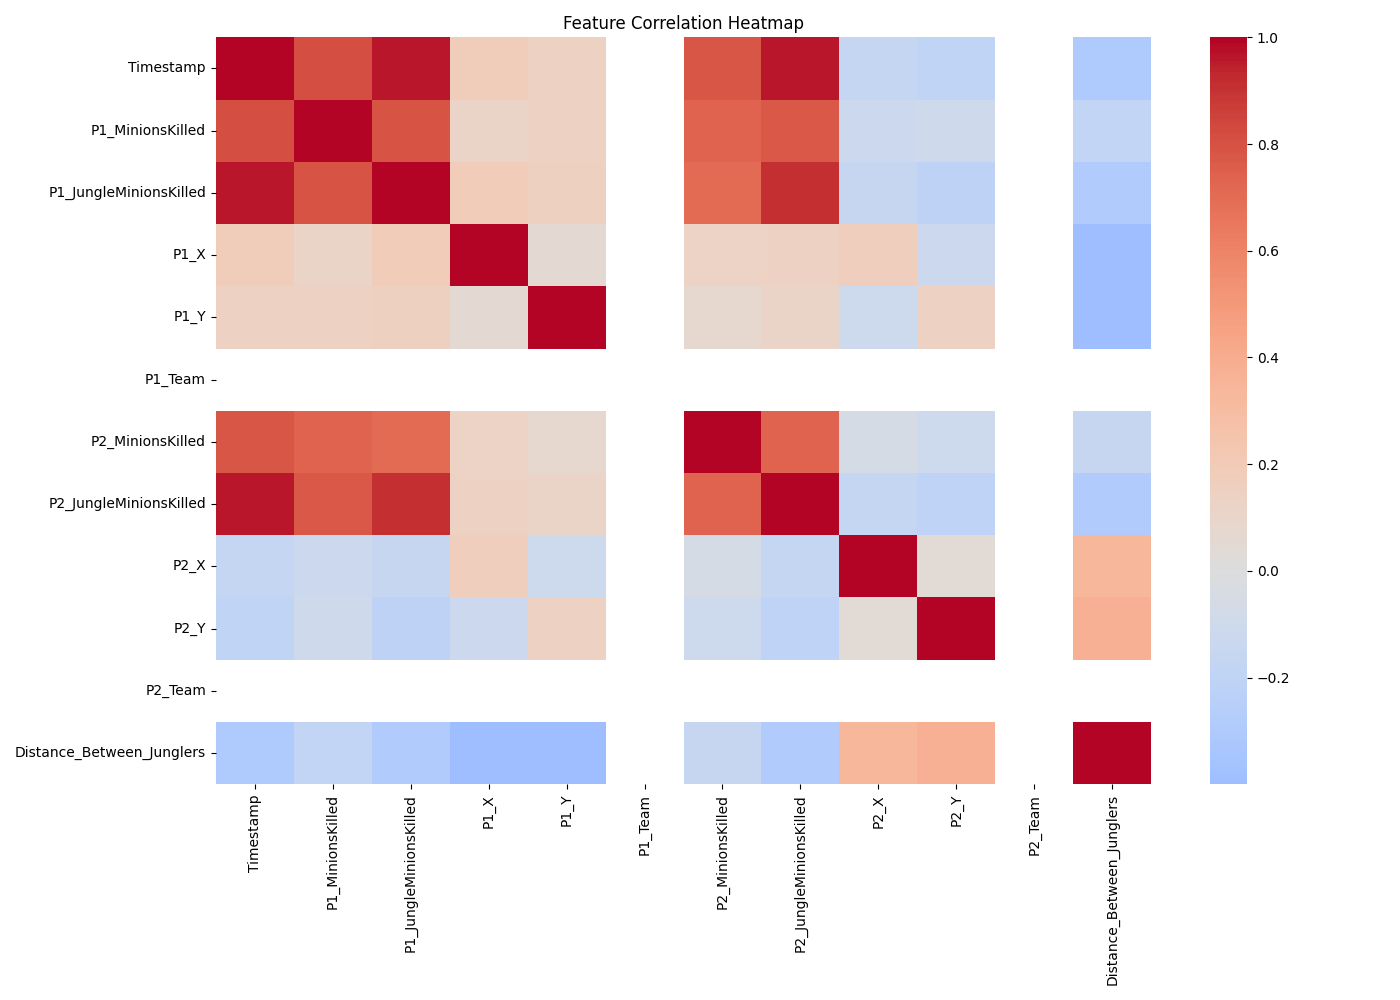 Feature Correlation Heatmap
Timestamp
P1_MinionsKilled
P1_JungleMinionsKilled
P1_X
P1_Y
P1_Team
P2_MinionsKilled
P2_JungleMinionsKilled
P2_X
P2_Y
P2_Team
Distance_Between_Junglers
Timestamp
P1_MinionsKilled
P1_JungleMinionsKilled
P1_X
P1_Y
P1_Team
P2_MinionsKilled
P2_JungleMinionsKilled
P2_X
P2_Y
P2_Team
Distance_Between_Junglers
1.0
0.8
0.6
0.4
0.2
0.0
−0.2